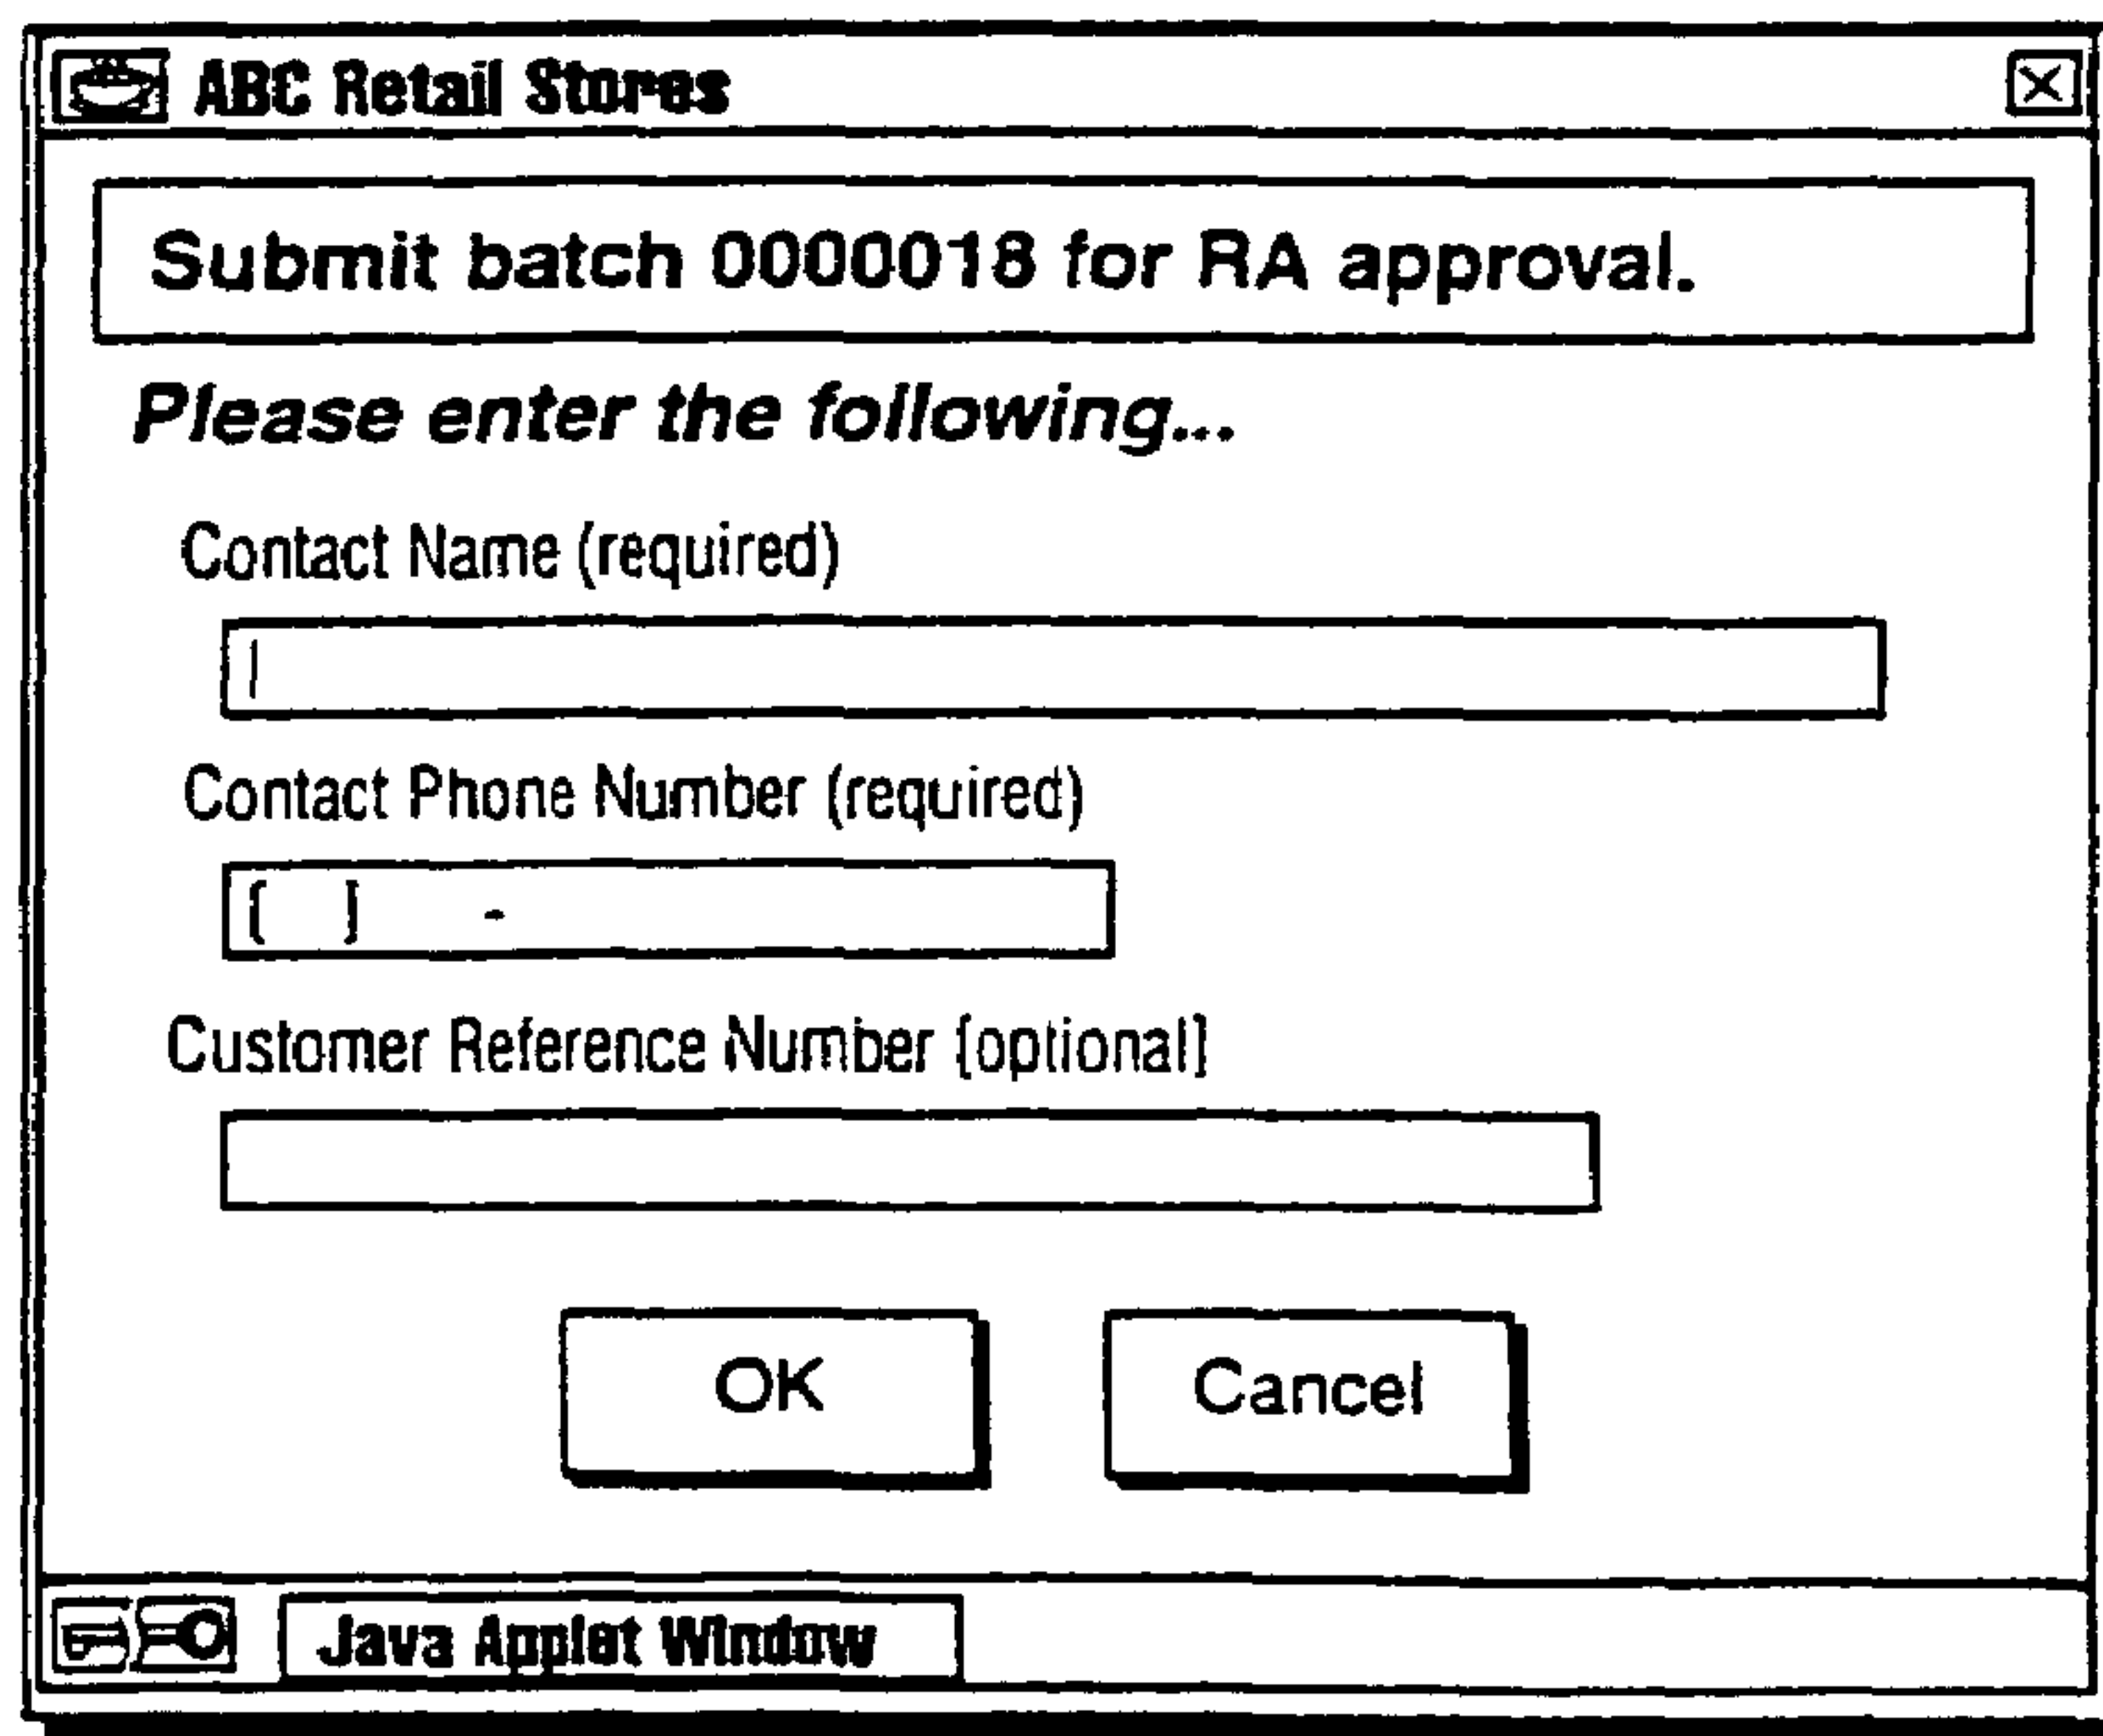 ABC Retail Stores
Submit batch 0000018 for RA approval.
Please enter the following...
Contact Name (required)
Contact Phone Number (required)
( ) -
Customer Reference Number [optional]
OK
Cancel
Java Applet Window